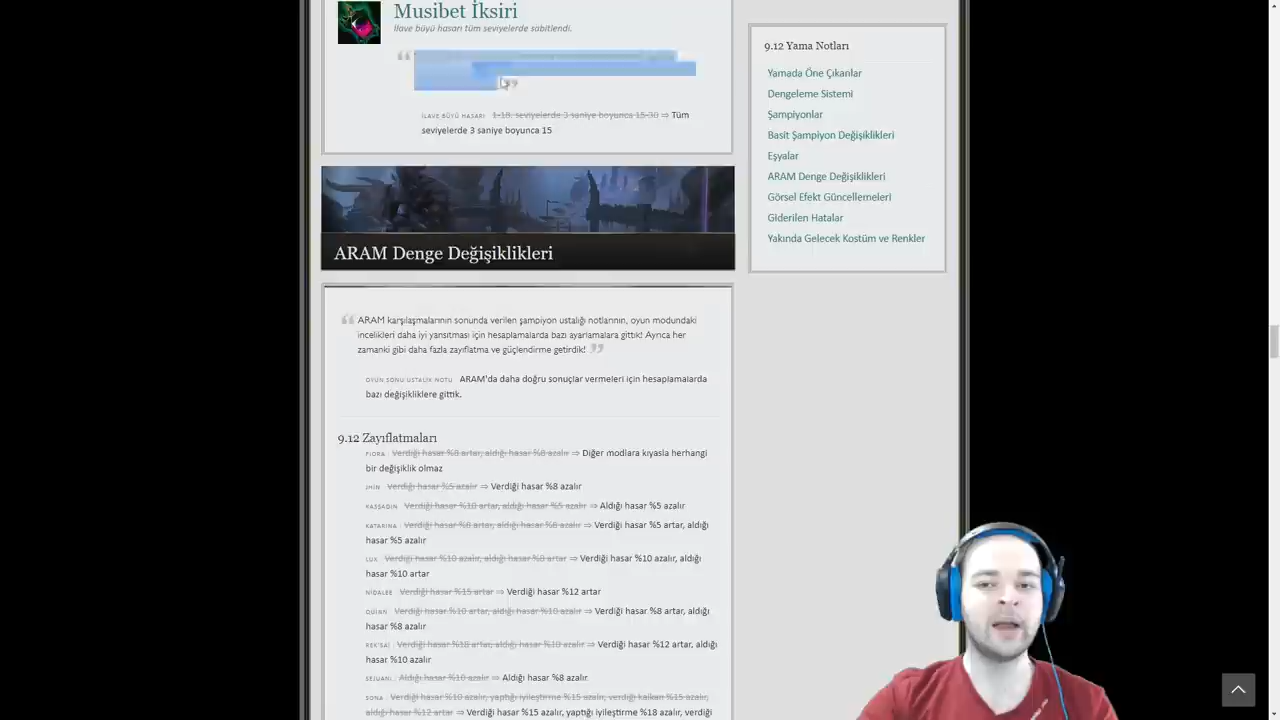 Musibet İksiri
İlave büyü hasarı tüm seviyelerde sabitlendi.
İLAVE BÜYÜ HASARI 1-18. seviyelerde 3 saniye boyunca 15-30 ⇒ Tüm
seviyelerde 3 saniye boyunca 15
ARAM Denge Değişiklikleri
ARAM karşılaşmalarının sonunda verilen şampiyon ustalığı notlarının, oyun modundaki
incelikleri daha iyi yansıtması için hesaplamalarda bazı ayarlamalara gittik! Ayrıca her
zamanki gibi daha fazla zayıflatma ve güçlendirme getirdik!
OYUN SONU USTALIK NOTU ARAM'da daha doğru sonuçlar vermeleri için hesaplamalarda
bazı değişikliklere gittik.
9.12 Zayıflatmaları
FIORA Verdiği hasar %8 artar, aldığı hasar %8 azalır ⇒ Diğer modlara kıyasla herhangi
bir değişiklik olmaz
JHIN Verdiği hasar %5 azalır ⇒ Verdiği hasar %8 azalır
KASSADIN Verdiği hasar %10 artar, aldığı hasar %5 azalır ⇒ Aldığı hasar %5 azalır
KATARINA Verdiği hasar %8 artar, aldığı hasar %8 azalır ⇒ Verdiği hasar %5 artar, aldığı
hasar %5 azalır
LUX Verdiği hasar %10 azalır, aldığı hasar %8 artar ⇒ Verdiği hasar %10 azalır, aldığı
hasar %10 artar
NIDALEE Verdiği hasar %15 artar ⇒ Verdiği hasar %12 artar
QUINN Verdiği hasar %10 artar, aldığı hasar %10 azalır ⇒ Verdiği hasar %8 artar, aldığı
hasar %8 azalır
REK'SAI Verdiği hasar %18 artar, aldığı hasar %10 azalır ⇒ Verdiği hasar %12 artar, aldığı
hasar %10 azalır
SEJUANI Aldığı hasar %10 azalır ⇒ Aldığı hasar %8 azalır
SONA Verdiği hasar %10 azalır, yaptığı iyileştirme %15 azalır, verdiği kalkan %15 azalır,
aldığı hasar %12 artar ⇒ Verdiği hasar %15 azalır, yaptığı iyileştirme %18 azalır, verdiği
9.12 Yama Notları
Yamada Öne Çıkanlar
Dengeleme Sistemi
Şampiyonlar
Basit Şampiyon Değişiklikleri
Eşyalar
ARAM Denge Değişiklikleri
Görsel Efekt Güncellemeleri
Giderilen Hatalar
Yakında Gelecek Kostüm ve Renkler